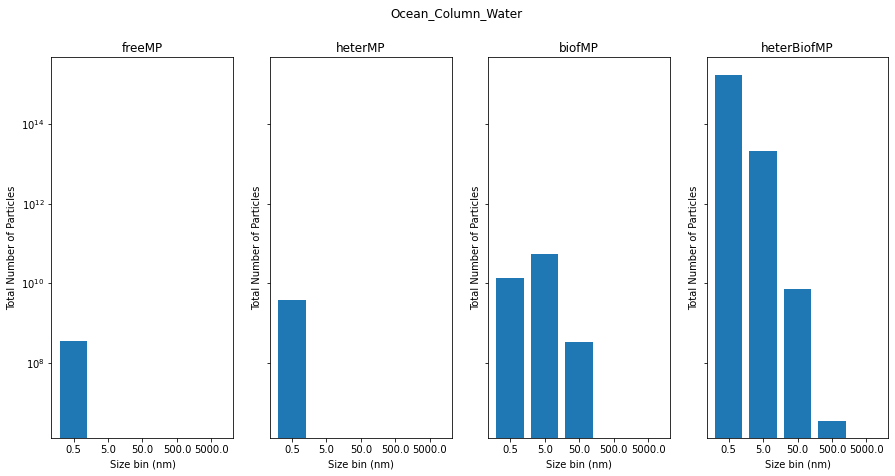 Ocean_Column_Water
freeMP
heterMP
biofMP
heterBiofMP
Total Number of Particles
10^14
10^12
10^10
10^8
0.5 5.0 50.0 500.0 5000.0
Size bin (nm)
Total Number of Particles
0.5 5.0 50.0 500.0 5000.0
Size bin (nm)
Total Number of Particles
0.5 5.0 50.0 500.0 5000.0
Size bin (nm)
Total Number of Particles
0.5 5.0 50.0 500.0 5000.0
Size bin (nm)